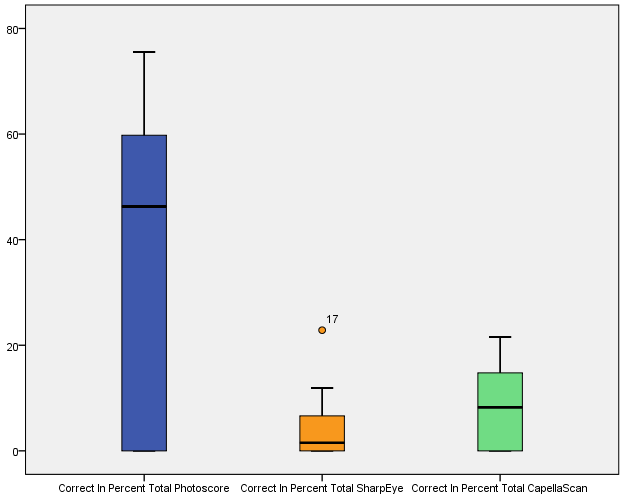 80
60
40
20
0
17
Correct In Percent Total Photoscore
Correct In Percent Total SharpEye
Correct In Percent Total CapellaScan